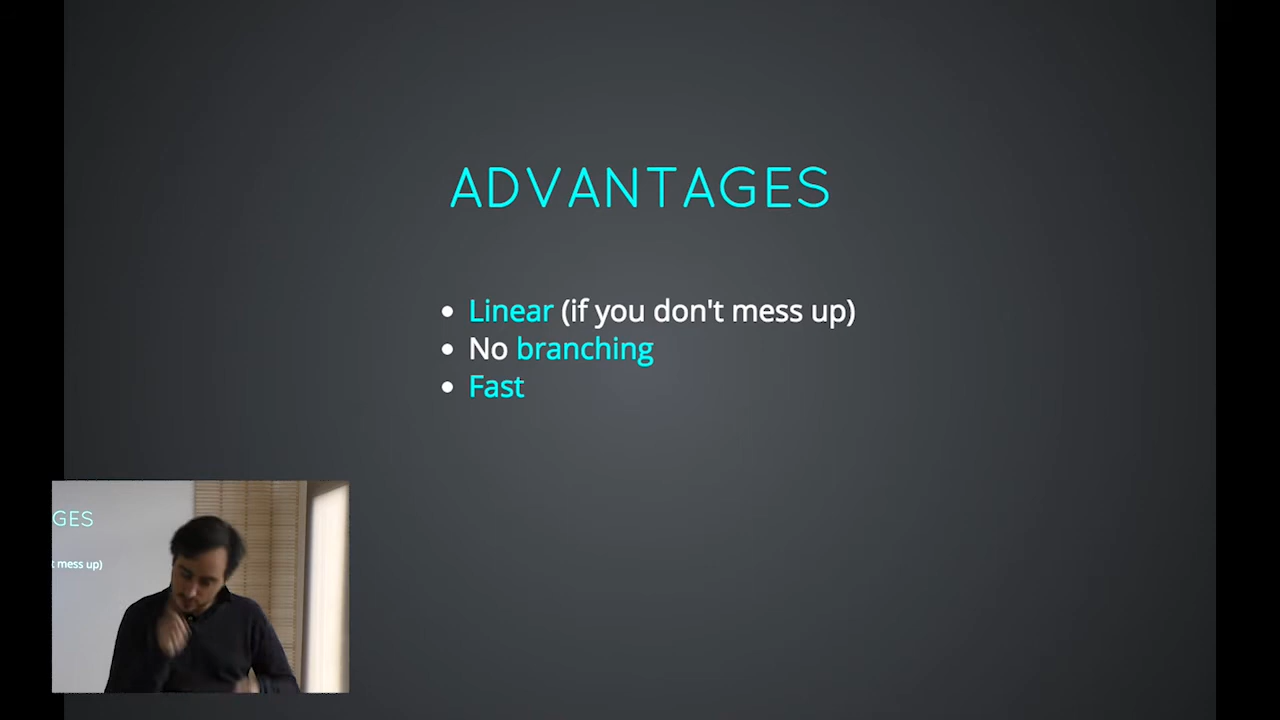 ADVANTAGES
Linear (if you don't mess up)
No branching
Fast
GES
mess up)